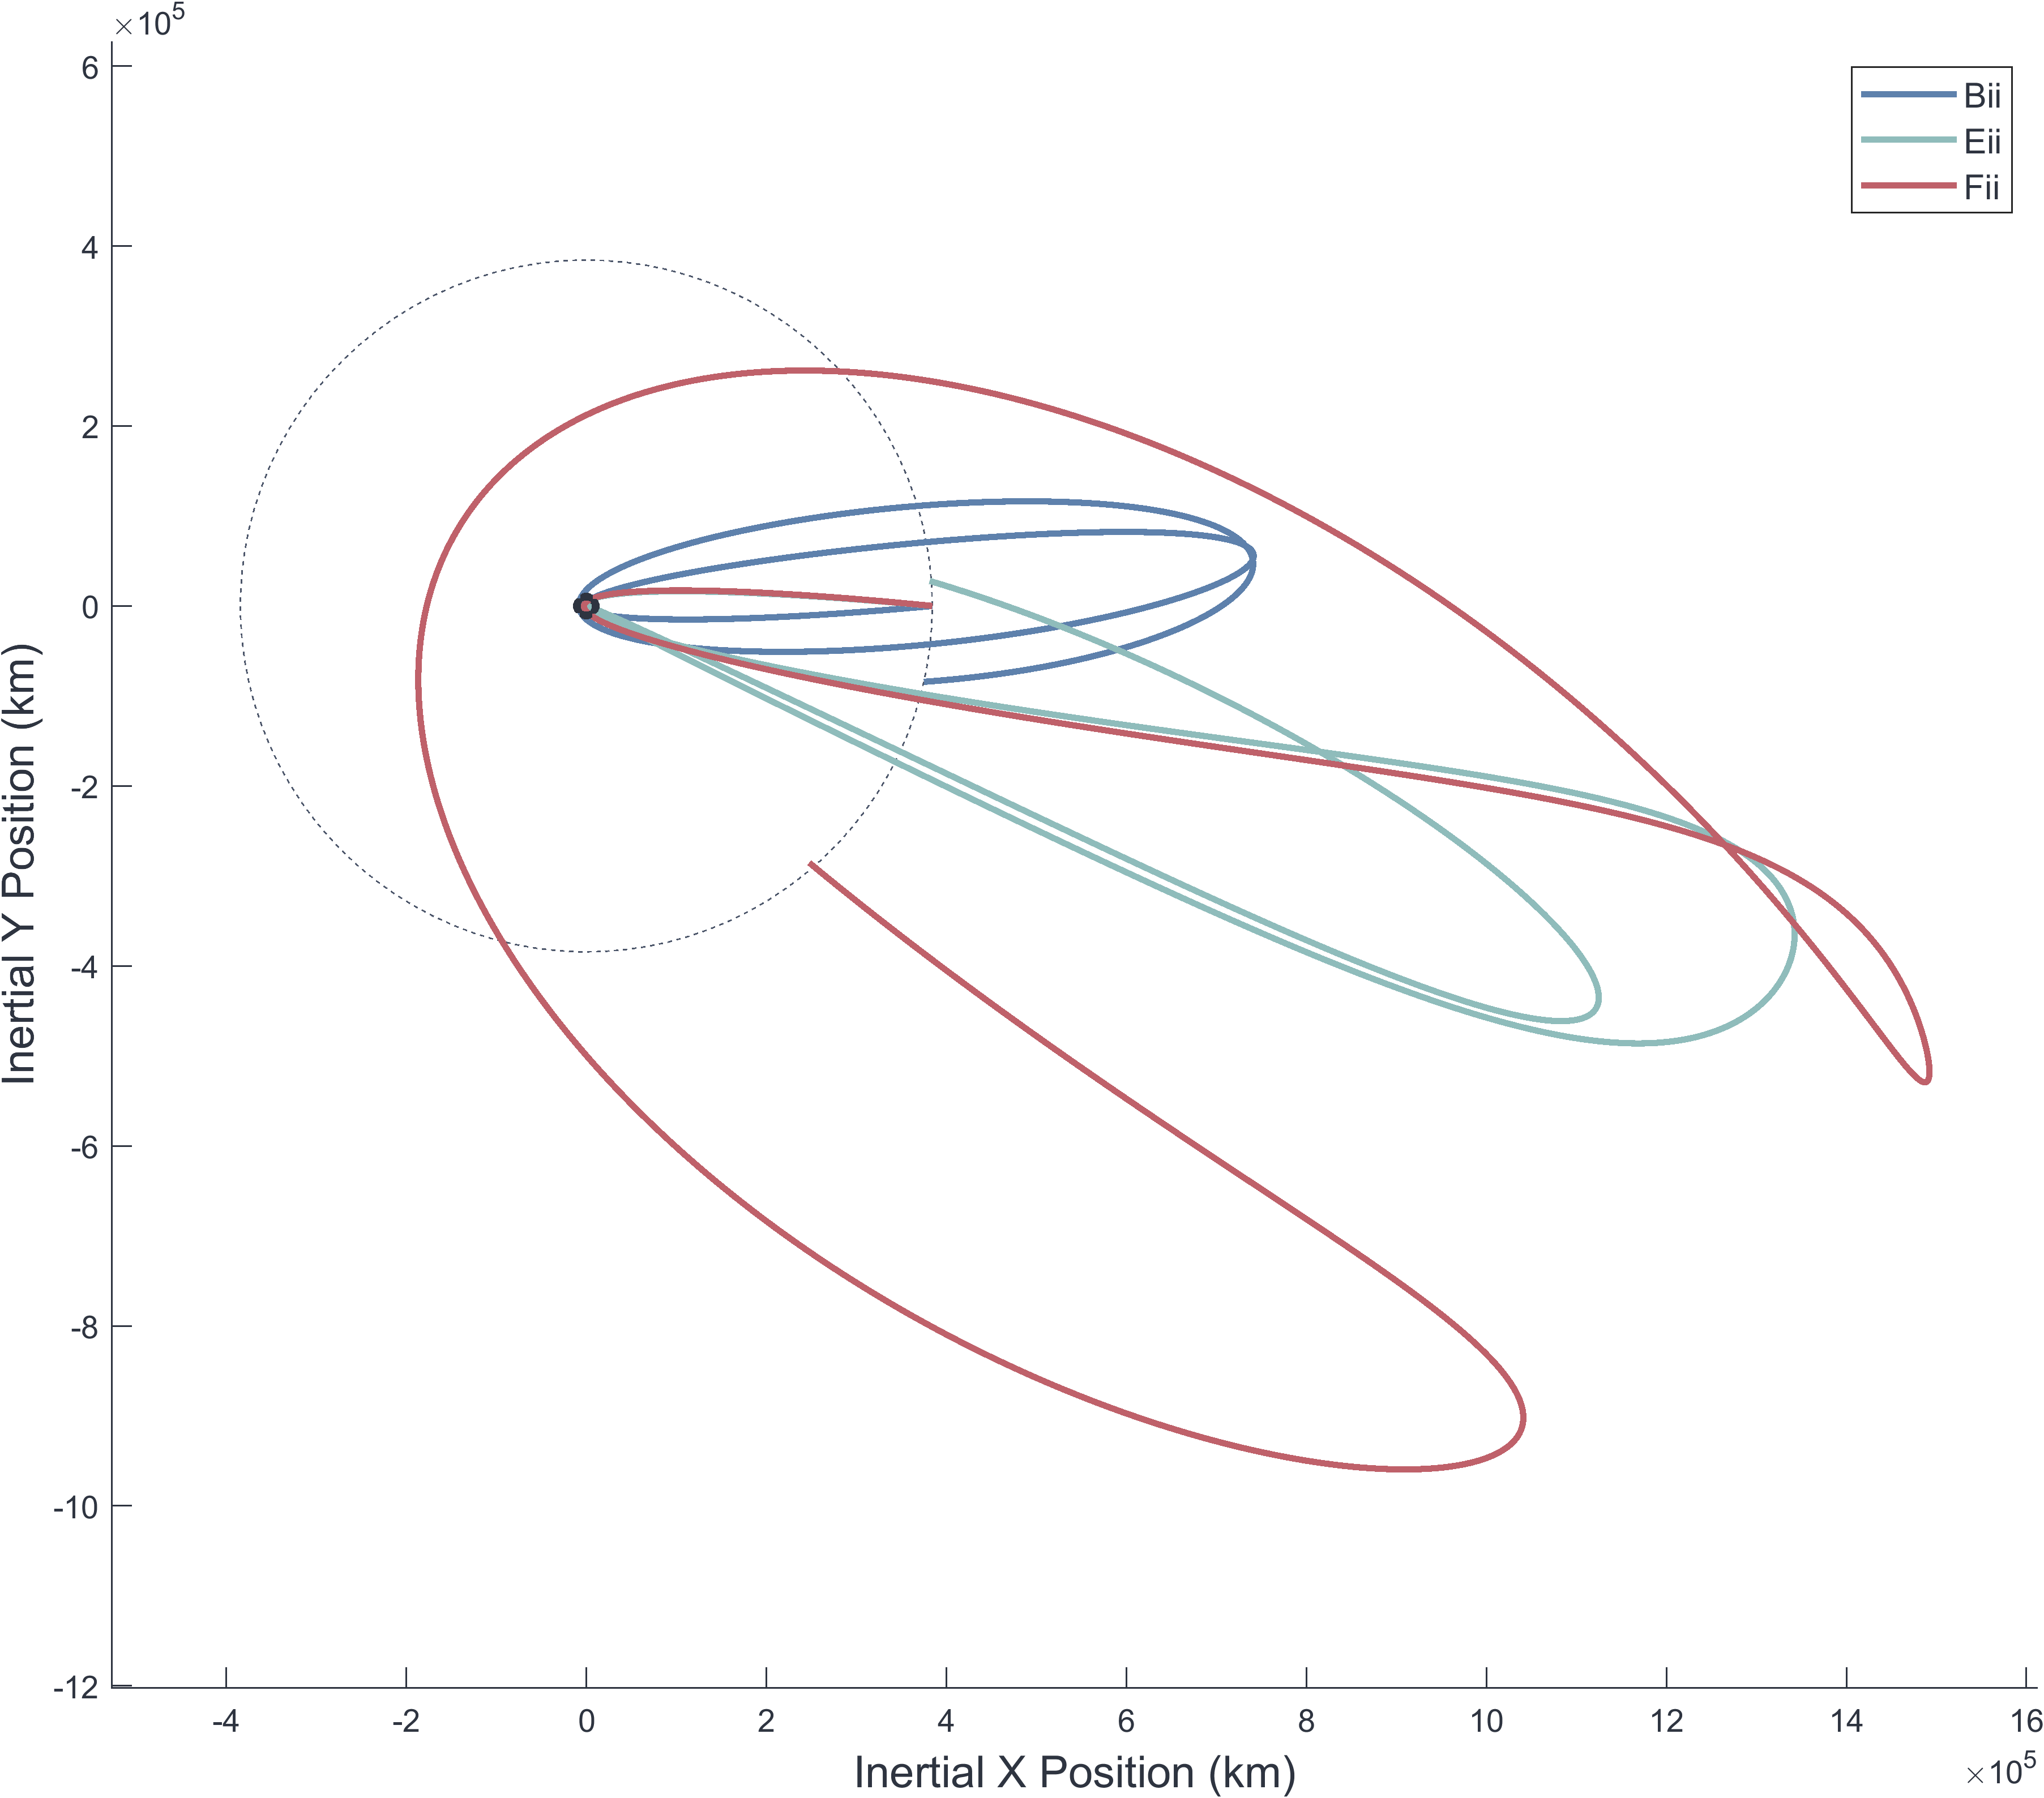 ×10⁵
6
4
2
0
-2
-4
-6
-8
-10
-12
Inertial Y Position (km)
Bii
Eii
Fii
-4 -2 0 2 4 6 8 10 12 14 16
Inertial X Position (km)
×10⁵